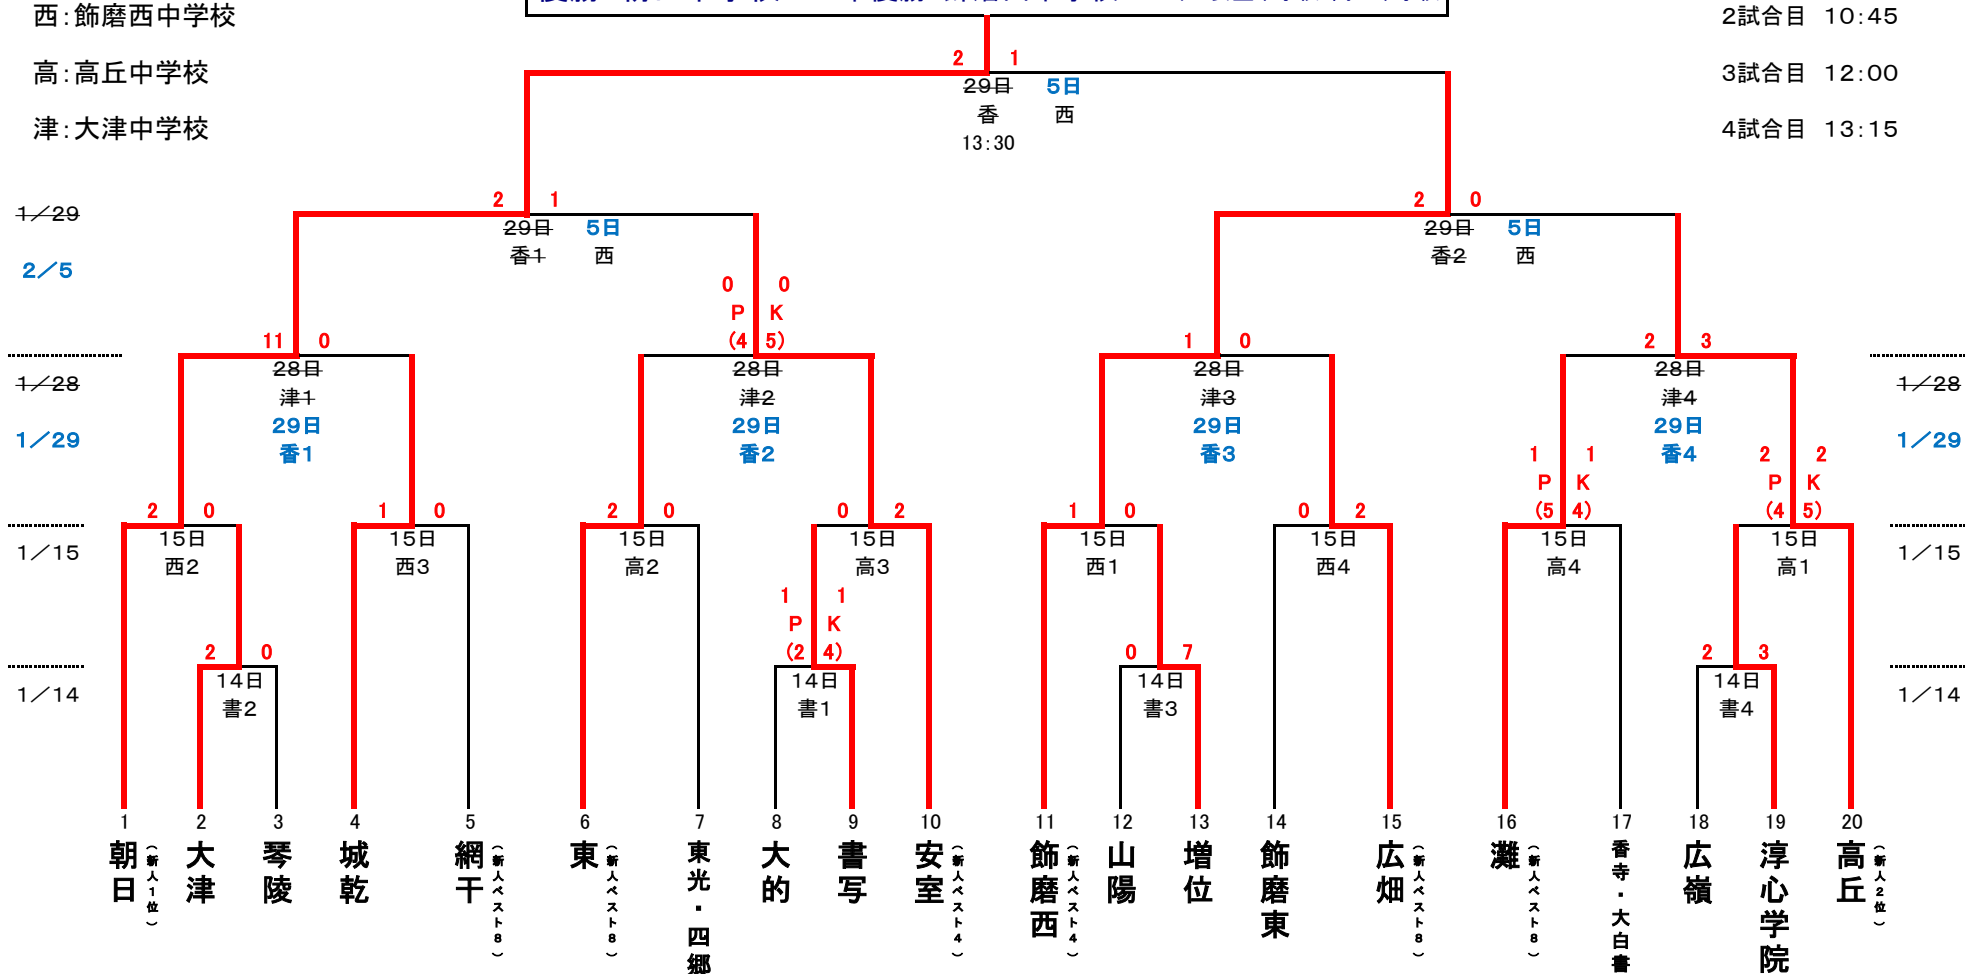 西:飾磨西中学校
2試合目 10:45
高:高丘中学校
3試合目 12:00
津:大津中学校
4試合目 13:15
2 1
29日 5日
香 西
13:30
1/29
2/5
2 1
29日 5日
香1 西
2 0
29日 5日
香2 西
11 0
28日
津1
29日
香1
0 0
P K
(4 5)
28日
津2
29日
香2
1 0
28日
津3
29日
香3
2 3
28日
津4
29日
香4
1/28
1/29
1/28
1/29
2 0
15日
西2
1 0
15日
西3
2 0
15日
高2
0 2
15日
高3
1 0
15日
西1
0 2
15日
西4
1 1
P K
(5 4)
15日
高4
2 2
P K
(4 5)
15日
高1
1/15
1/15
2 0
14日
書2
1 1
P K
(2 4)
14日
書1
0 7
14日
書3
2 3
14日
書4
1/14
1/14
1
朝日
(新人1位)
2
大津
3
琴陵
4
城乾
5
網干
(新人ベスト8)
6
東
(新人ベスト8)
7
東光・四郷
8
大的
9
書写
10
安室
(新人ベスト4)
11
飾磨西
(新人ベスト4)
12
山陽
13
増位
14
飾磨東
15
広畑
(新人ベスト8)
16
灘
(新人ベスト8)
17
香寺・大白書
18
広嶺
19
淳心学院
20
高丘
(新人2位)